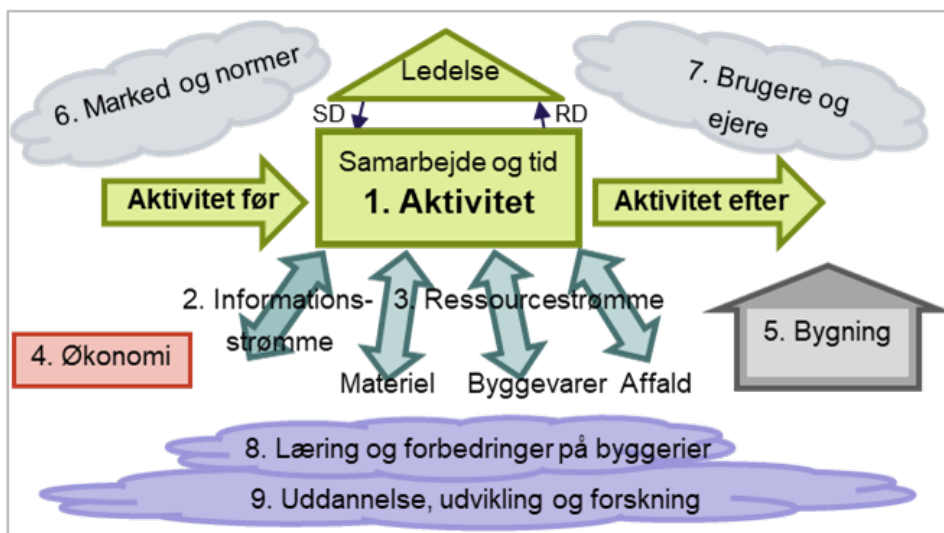 6. Marked og normer
Ledelse
7. Brugere og
ejere
SD
RD
Samarbejde og tid
1. Aktivitet
Aktivitet før
Aktivitet efter
2. Informations-
strømme
3. Ressourcestrømme
4. Økonomi
5. Bygning
Materiel
Byggevarer
Affald
8. Læring og forbedringer på byggerier
9. Uddannelse, udvikling og forskning